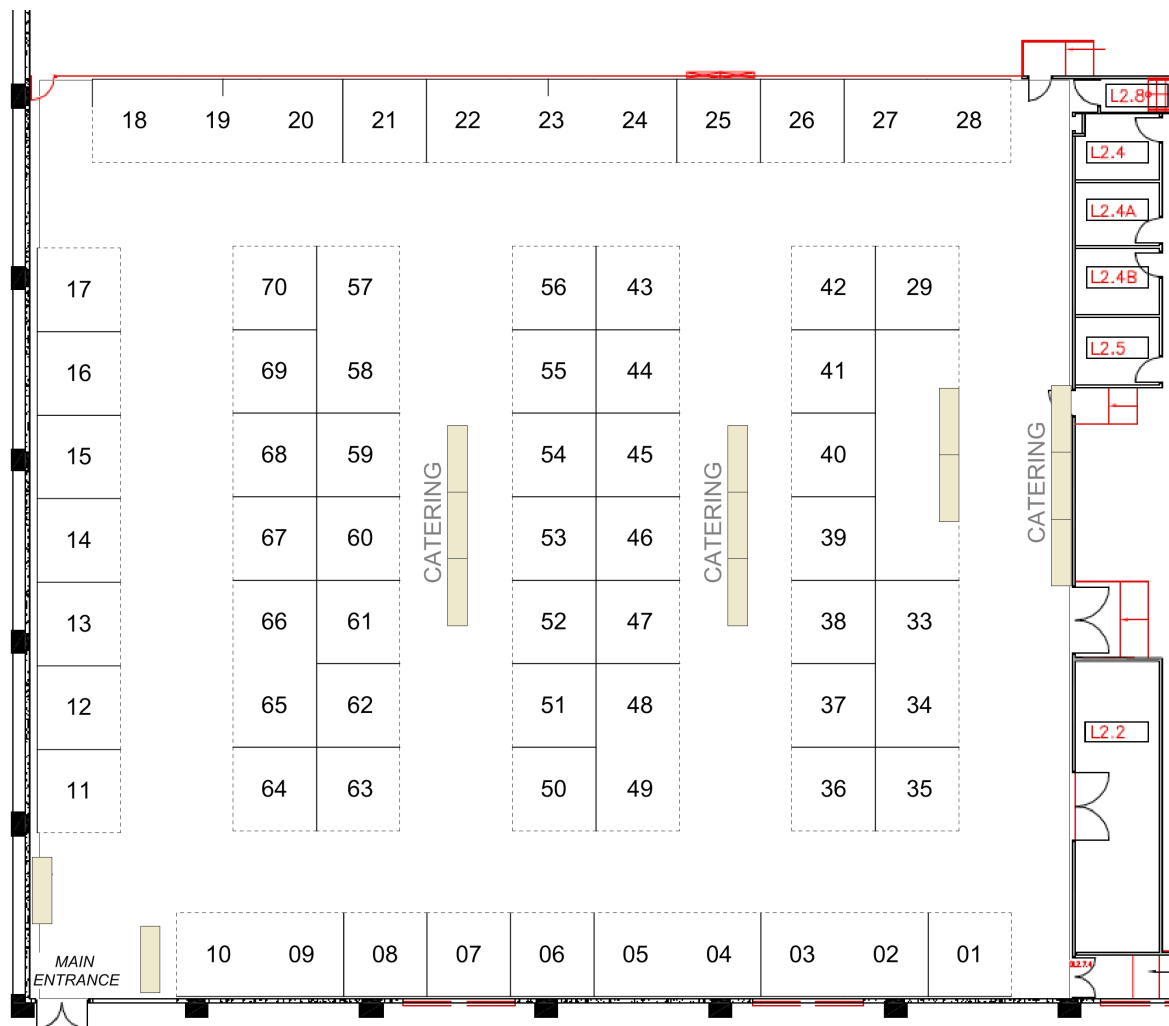 L2.8
18 19 20 21 22 23 24 25 26 27 28
L2.4
L2.4A
17 70 57 56 43 42 29
L2.4B
16 69 58 55 44 41
L2.5
15 68 59 54 45 40
CATERING
CATERING
CATERING
14 67 60 53 46 39
13 66 61 52 47 38 33
12 65 62 51 48 37 34
L2.2
11 64 63 50 49 36 35
10 09 08 07 06 05 04 03 02 01
MAIN
ENTRANCE